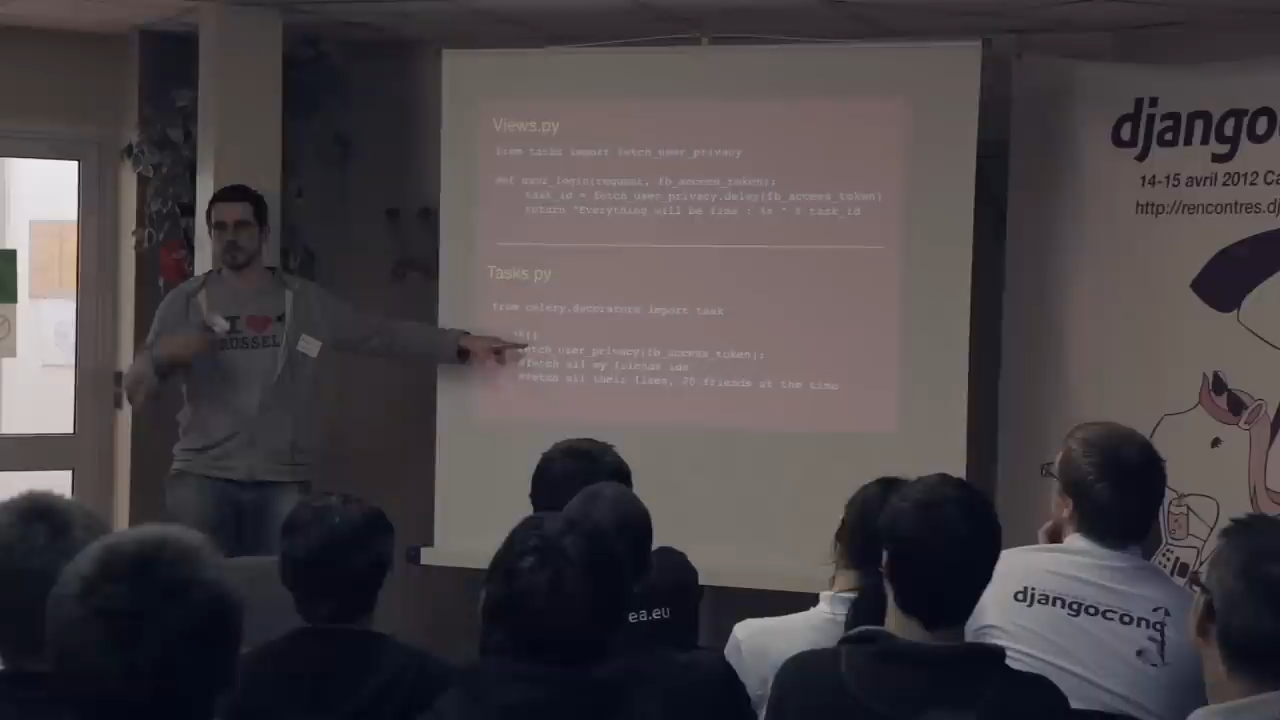 Views.py
from tasks import fetch_user_privacy
def user_login(request, fb_access_token):
task_id = fetch_user_privacy.delay(fb_access_token)
return "Everything will be fine : %s " % task_id
Tasks.py
from celery.decorators import task
fetch_user_privacy(fb_access_token):
#fetch all my friends ids
#fetch all their likes, 20 friends at the time
I ❤
django
14-15 avril 2012
http://rencontres.dj
ea.eu
djangocong